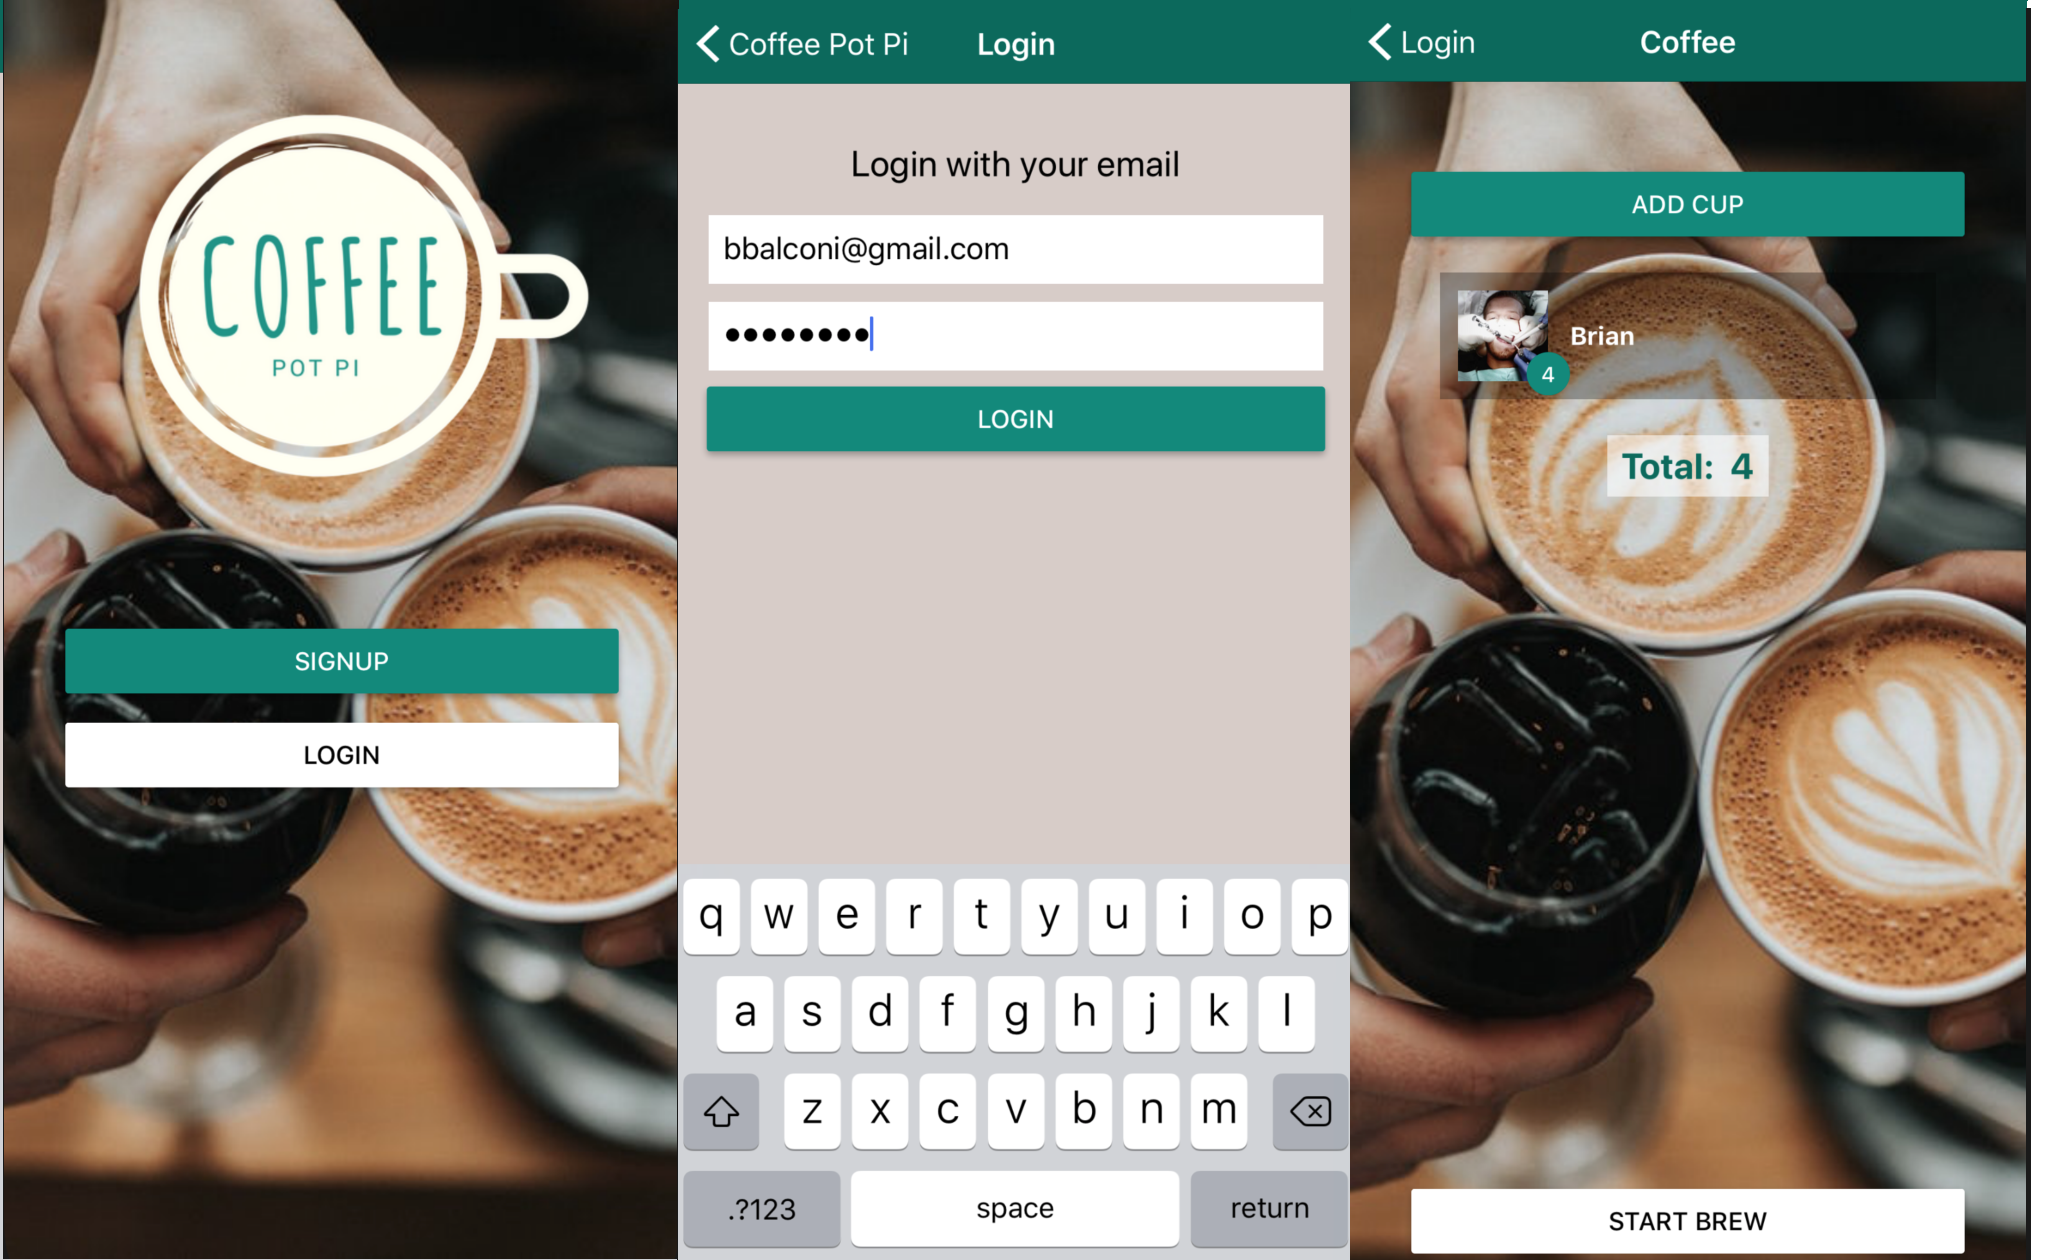 COFFEE
POT PI
SIGNUP
LOGIN
Coffee Pot Pi
Login
Login with your email
bbalconi@gmail.com
••••••••
LOGIN
q w e r t y u i o p
a s d f g h j k l
z x c v b n m
.?123 space return
Login
Coffee
ADD CUP
Brian
4
Total: 4
START BREW